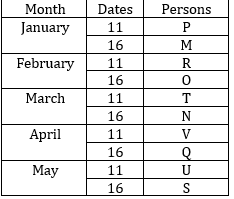 Month Dates Persons
January 11 P
16 M
February 11 R
16 O
March 11 T
16 N
April 11 V
16 Q
May 11 U
16 S